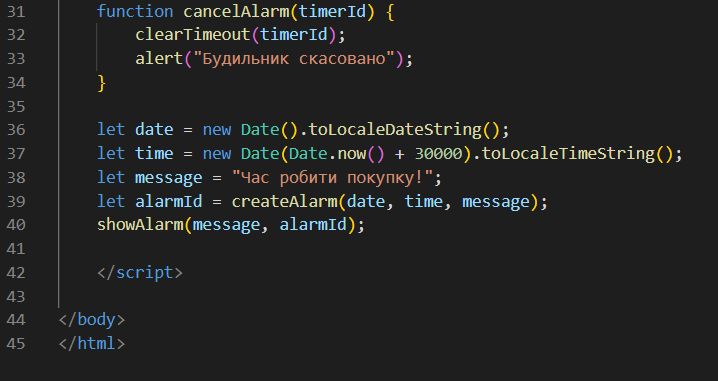 31 function cancelAlarm(timerId) {
32 clearTimeout(timerId);
33 alert("Будильник скасовано");
34 }
35
36 let date = new Date().toLocaleDateString();
37 let time = new Date(Date.now() + 30000).toLocaleTimeString();
38 let message = "Час робити покупку!";
39 let alarmId = createAlarm(date, time, message);
40 showAlarm(message, alarmId);
41
42 </script>
43
44 </body>
45 </html>